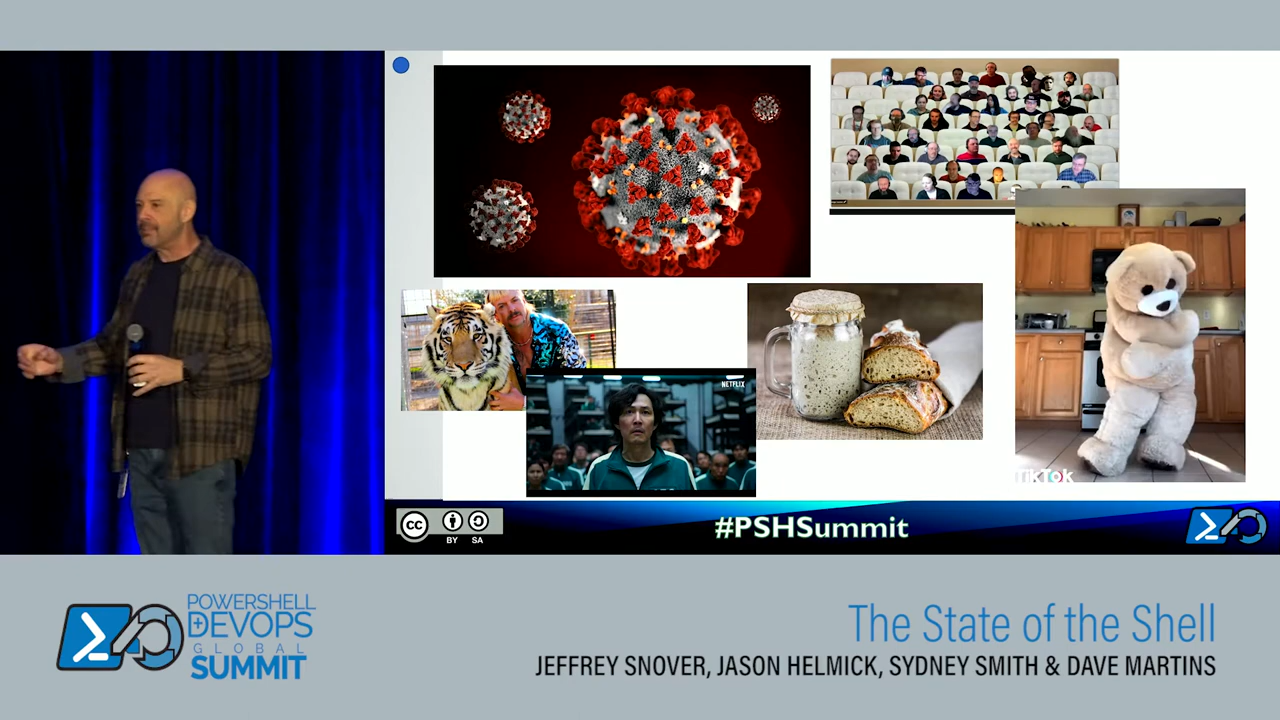 NETFLIX
TikTok
cc
BY SA
#PSHSummit
POWERSHELL
+DEVOPS
GLOBAL
SUMMIT
The State of the Shell
JEFFREY SNOVER, JASON HELMICK, SYDNEY SMITH & DAVE MARTINS